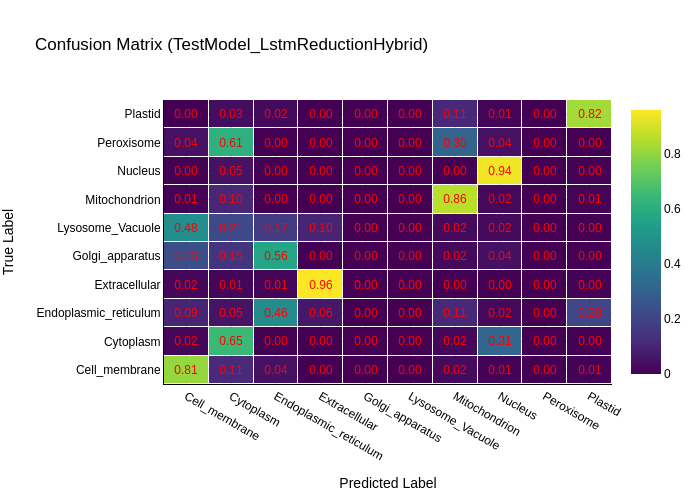 Confusion Matrix (TestModel_LstmReductionHybrid)
True Label
Plastid 0.00 0.03 0.02 0.00 0.00 0.00 0.11 0.01 0.00 0.82
Peroxisome 0.04 0.61 0.00 0.00 0.00 0.00 0.30 0.04 0.00 0.00
Nucleus 0.00 0.05 0.00 0.00 0.00 0.00 0.00 0.94 0.00 0.00
Mitochondrion 0.01 0.10 0.00 0.00 0.00 0.00 0.86 0.02 0.00 0.01
Lysosome_Vacuole 0.48 0.21 0.17 0.10 0.00 0.00 0.02 0.02 0.00 0.00
Golgi_apparatus 0.15 0.56 0.00 0.00 0.00 0.02 0.04 0.00 0.00
Extracellular 0.02 0.01 0.01 0.96 0.00 0.00 0.00 0.00 0.00 0.00
Endoplasmic_reticulum 0.09 0.05 0.46 0.06 0.00 0.00 0.11 0.02 0.00 0.20
Cytoplasm 0.02 0.65 0.00 0.00 0.00 0.00 0.02 0.31 0.00 0.00
Cell_membrane 0.81 0.11 0.04 0.00 0.00 0.00 0.02 0.01 0.00 0.01
Cell_membrane Cytoplasm Endoplasmic_reticulum Extracellular Golgi_apparatus Lysosome_Vacuole Mitochondrion Nucleus Peroxisome Plastid
Predicted Label
0.8
0.6
0.4
0.2
0